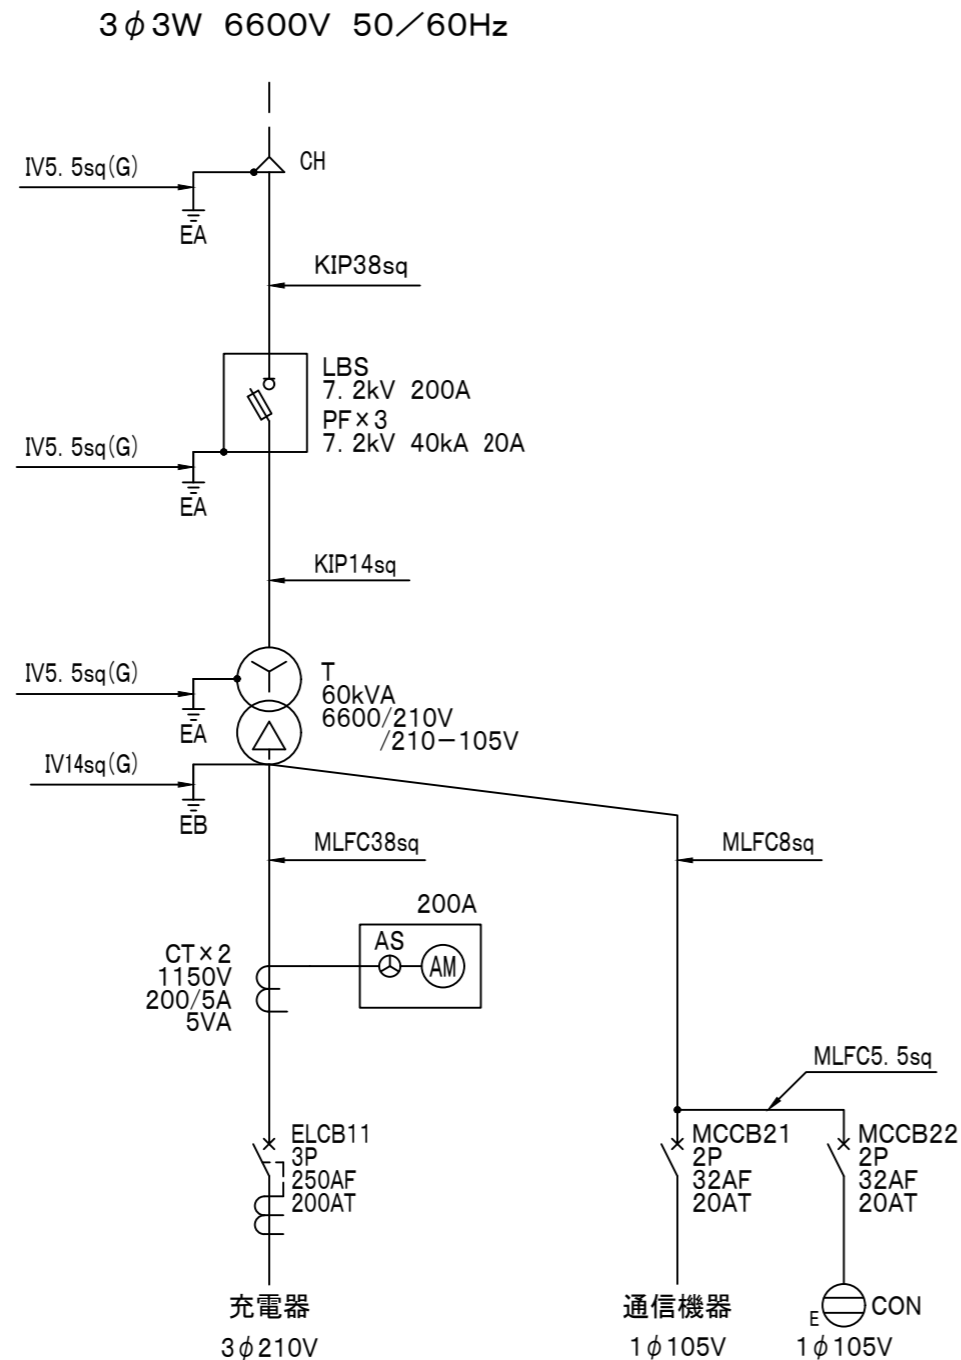 3φ3W 6600V 50／60Hz
IV5.5sq(G)
CH
EA
KIP38sq
LBS
7.2kV 200A
PF×3
7.2kV 40kA 20A
IV5.5sq(G)
EA
KIP14sq
IV5.5sq(G)
EA
T
60kVA
6600/210V
/210−105V
IV14sq(G)
EB
MLFC38sq
MLFC8sq
200A
AS
AM
CT×2
1150V
200/5A
5VA
MLFC5.5sq
ELCB11
3P
250AF
200AT
MCCB21
2P
32AF
20AT
MCCB22
2P
32AF
20AT
充電器
3φ210V
通信機器
1φ105V
E
CON
1φ105V